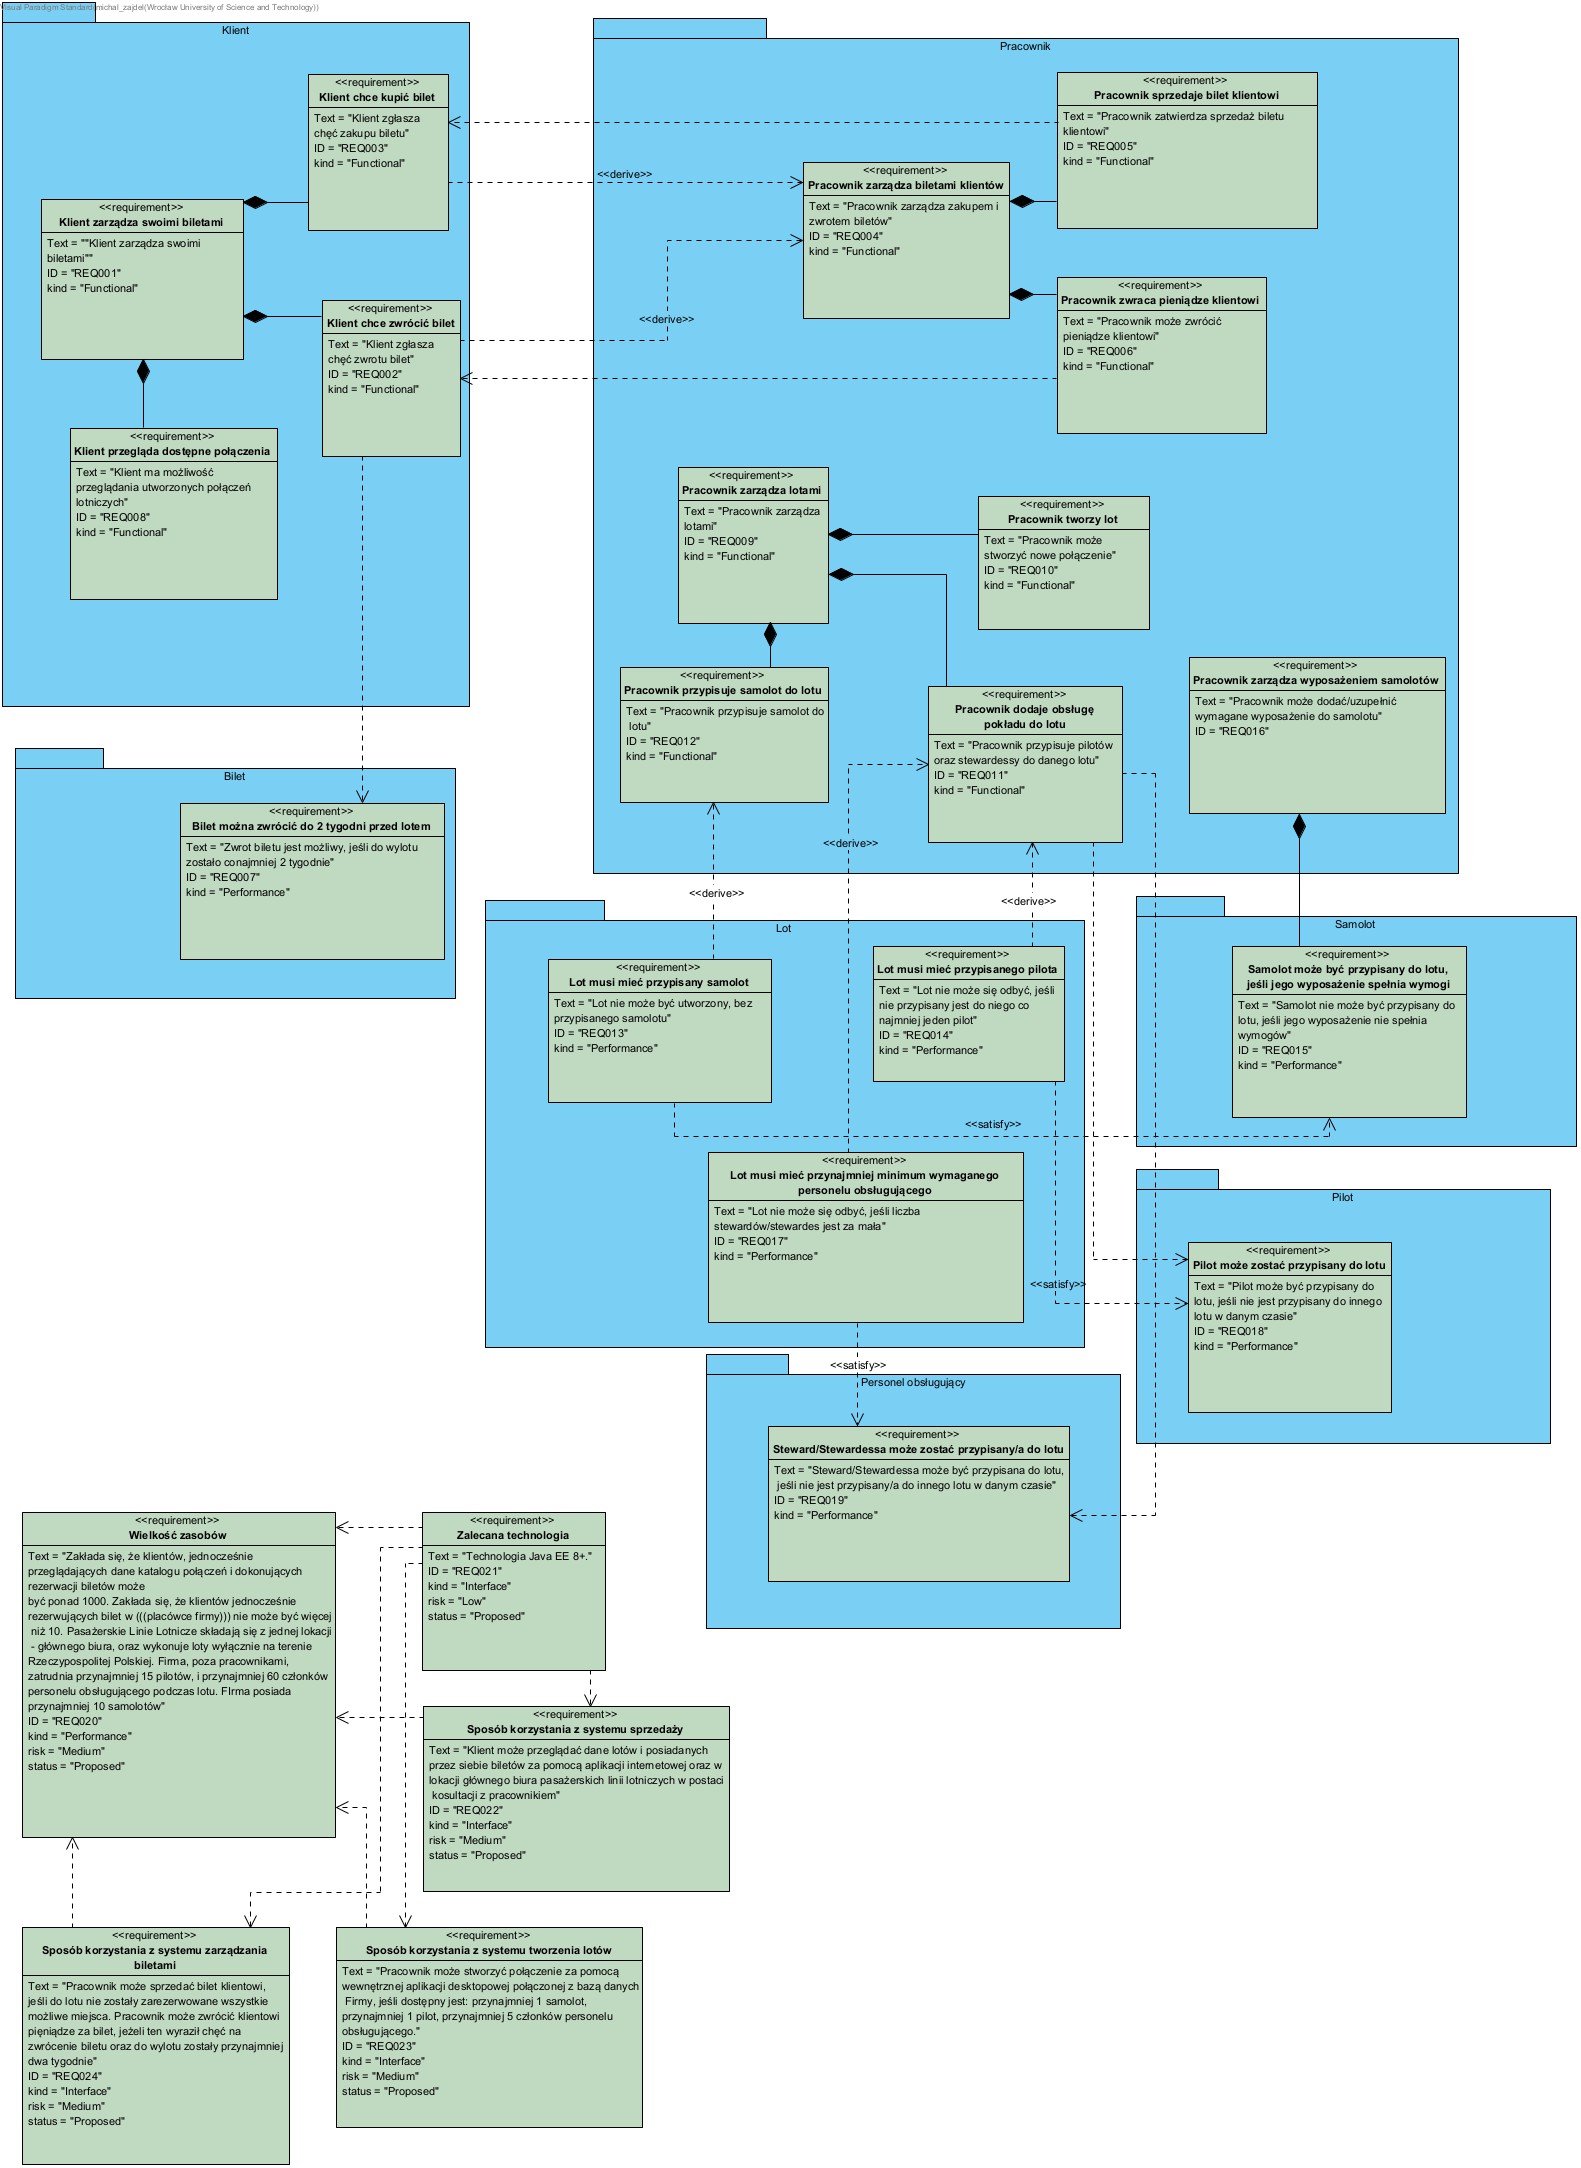 Visual Paradigm Standard(michal_zajdel(Wrocław University of Science and Technology))
Klient
<<requirement>>
Klient chce kupić bilet
Text = "Klient zgłasza
chęć zakupu biletu"
ID = "REQ003"
kind = "Functional"
<<requirement>>
Klient zarządza swoimi biletami
Text = ""Klient zarządza swoimi
biletami""
ID = "REQ001"
kind = "Functional"
<<requirement>>
Klient chce zwrócić bilet
Text = "Klient zgłasza
chęć zwrotu bilet"
ID = "REQ002"
kind = "Functional"
<<requirement>>
Klient przegląda dostępne połączenia
Text = "Klient ma możliwość
przeglądania utworzonych połączeń
lotniczych"
ID = "REQ008"
kind = "Functional"
<<derive>>
<<derive>>
Pracownik
<<requirement>>
Pracownik sprzedaje bilet klientowi
Text = "Pracownik zatwierdza sprzedaż biletu
klientowi"
ID = "REQ005"
kind = "Functional"
<<requirement>>
Pracownik zarządza biletami klientów
Text = "Pracownik zarządza zakupem i
zwrotem biletów"
ID = "REQ004"
kind = "Functional"
<<requirement>>
Pracownik zwraca pieniądze klientowi
Text = "Pracownik może zwrócić
pieniądze klientowi"
ID = "REQ006"
kind = "Functional"
<<requirement>>
Pracownik zarządza lotami
Text = "Pracownik zarządza
lotami"
ID = "REQ009"
kind = "Functional"
<<requirement>>
Pracownik tworzy lot
Text = "Pracownik może
stworzyć nowe połączenie"
ID = "REQ010"
kind = "Functional"
<<requirement>>
Pracownik przypisuje samolot do lotu
Text = "Pracownik przypisuje samolot do
lotu"
ID = "REQ012"
kind = "Functional"
<<requirement>>
Pracownik dodaje obsługę
pokładu do lotu
Text = "Pracownik przypisuje pilotów
oraz stewardessy do danego lotu"
ID = "REQ011"
kind = "Functional"
<<requirement>>
Pracownik zarządza wyposażeniem samolotów
Text = "Pracownik może dodać/uzupełnić
wymagane wyposażenie do samolotu"
ID = "REQ016"
Bilet
<<requirement>>
Bilet można zwrócić do 2 tygodni przed lotem
Text = "Zwrot biletu jest możliwy, jeśli do wylotu
zostało conajmniej 2 tygodnie"
ID = "REQ007"
kind = "Performance"
<<derive>>
<<derive>>
<<derive>>
Lot
<<requirement>>
Lot musi mieć przypisany samolot
Text = "Lot nie może być utworzony, bez
przypisanego samolotu"
ID = "REQ013"
kind = "Performance"
<<requirement>>
Lot musi mieć przypisanego pilota
Text = "Lot nie może się odbyć, jeśli
nie przypisany jest do niego co
najmniej jeden pilot"
ID = "REQ014"
kind = "Performance"
<<satisfy>>
<<requirement>>
Lot musi mieć przynajmniej minimum wymaganego
personelu obsługującego
Text = "Lot nie może się odbyć, jeśli liczba
stewardów/stewardes jest za mała"
ID = "REQ017"
kind = "Performance"
<<satisfy>>
<<satisfy>>
Samolot
<<requirement>>
Samolot może być przypisany do lotu,
jeśli jego wyposażenie spełnia wymogi
Text = "Samolot nie może być przypisany do
lotu, jeśli jego wyposażenie nie spełnia
wymogów"
ID = "REQ015"
kind = "Performance"
Pilot
<<requirement>>
Pilot może zostać przypisany do lotu
Text = "Pilot może być przypisany do
lotu, jeśli nie jest przypisany do innego
lotu w danym czasie"
ID = "REQ018"
kind = "Performance"
Personel obsługujący
<<requirement>>
Steward/Stewardessa może zostać przypisany/a do lotu
Text = "Steward/Stewardessa może być przypisana do lotu,
jeśli nie jest przypisany/a do innego lotu w danym czasie"
ID = "REQ019"
kind = "Performance"
<<requirement>>
Wielkość zasobów
Text = "Zakłada się, że klientów, jednocześnie
przeglądających dane katalogu połączeń i dokonujących
rezerwacji biletów może
być ponad 1000. Zakłada się, że klientów jednocześnie
rezerwujących bilet w (((placówce firmy))) nie może być więcej
niż 10. Pasażerskie Linie Lotnicze składają się z jednej lokacji
- głównego biura, oraz wykonuje loty wyłącznie na terenie
Rzeczypospolitej Polskiej. Firma, poza pracownikami,
zatrudnia przynajmniej 15 pilotów, i przynajmniej 60 członków
personelu obsługującego podczas lotu. FIrma posiada
przynajmniej 10 samolotów"
ID = "REQ020"
kind = "Performance"
risk = "Medium"
status = "Proposed"
<<requirement>>
Zalecana technologia
Text = "Technologia Java EE 8+."
ID = "REQ021"
kind = "Interface"
risk = "Low"
status = "Proposed"
<<requirement>>
Sposób korzystania z systemu sprzedaży
Text = "Klient może przeglądać dane lotów i posiadanych
przez siebie biletów za pomocą aplikacji internetowej oraz w
lokacji głównego biura pasażerskich linii lotniczych w postaci
kosultacji z pracownikiem"
ID = "REQ022"
kind = "Interface"
risk = "Medium"
status = "Proposed"
<<requirement>>
Sposób korzystania z systemu zarządzania
biletami
Text = "Pracownik może sprzedać bilet klientowi,
jeśli do lotu nie zostały zarezerwowane wszystkie
możliwe miejsca. Pracownik może zwrócić klientowi
pięniądze za bilet, jeżeli ten wyraził chęć na
zwrócenie biletu oraz do wylotu zostały przynajmniej
dwa tygodnie"
ID = "REQ024"
kind = "Interface"
risk = "Medium"
status = "Proposed"
<<requirement>>
Sposób korzystania z systemu tworzenia lotów
Text = "Pracownik może stworzyć połączenie za pomocą
wewnętrznej aplikacji desktopowej połączonej z bazą danych
Firmy, jeśli dostępny jest: przynajmniej 1 samolot,
przynajmniej 1 pilot, przynajmniej 5 członków personelu
obsługującego."
ID = "REQ023"
kind = "Interface"
risk = "Medium"
status = "Proposed"